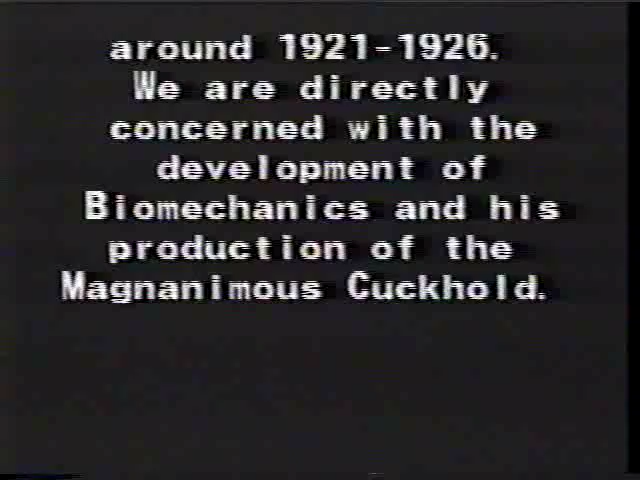 around 1921-1926.
We are directly
concerned with the
development of
Biomechanics and his
production of the
Magnanimous Cuckhold.